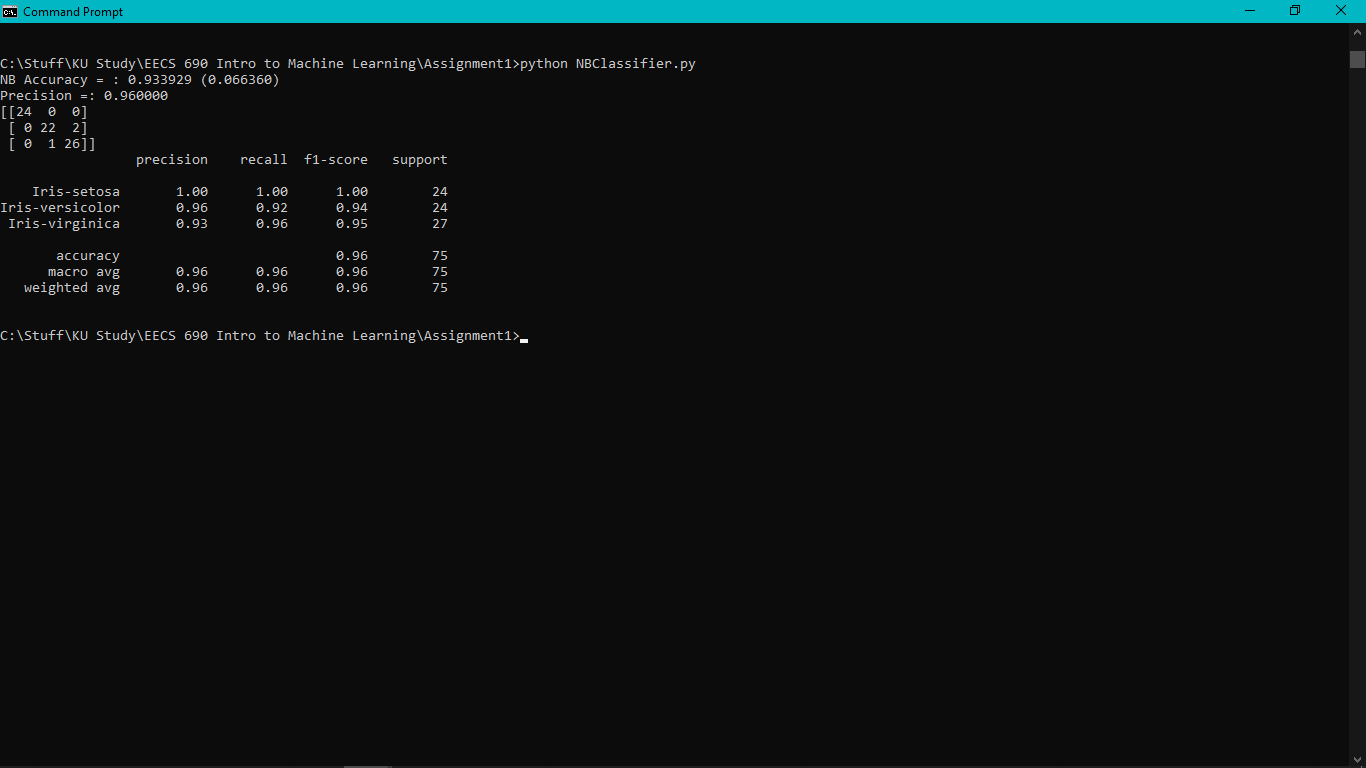 Command Prompt
C:\Stuff\KU Study\EECS 690 Intro to Machine Learning\Assignment1>python NBClassifier.py
NB Accuracy = : 0.933929 (0.066360)
Precision =: 0.960000
[[24  0  0]
 [ 0 22  2]
 [ 0  1 26]]
                 precision    recall  f1-score   support

    Iris-setosa       1.00      1.00      1.00        24
Iris-versicolor       0.96      0.92      0.94        24
 Iris-virginica       0.93      0.96      0.95        27

       accuracy                           0.96        75
      macro avg       0.96      0.96      0.96        75
   weighted avg       0.96      0.96      0.96        75

C:\Stuff\KU Study\EECS 690 Intro to Machine Learning\Assignment1>